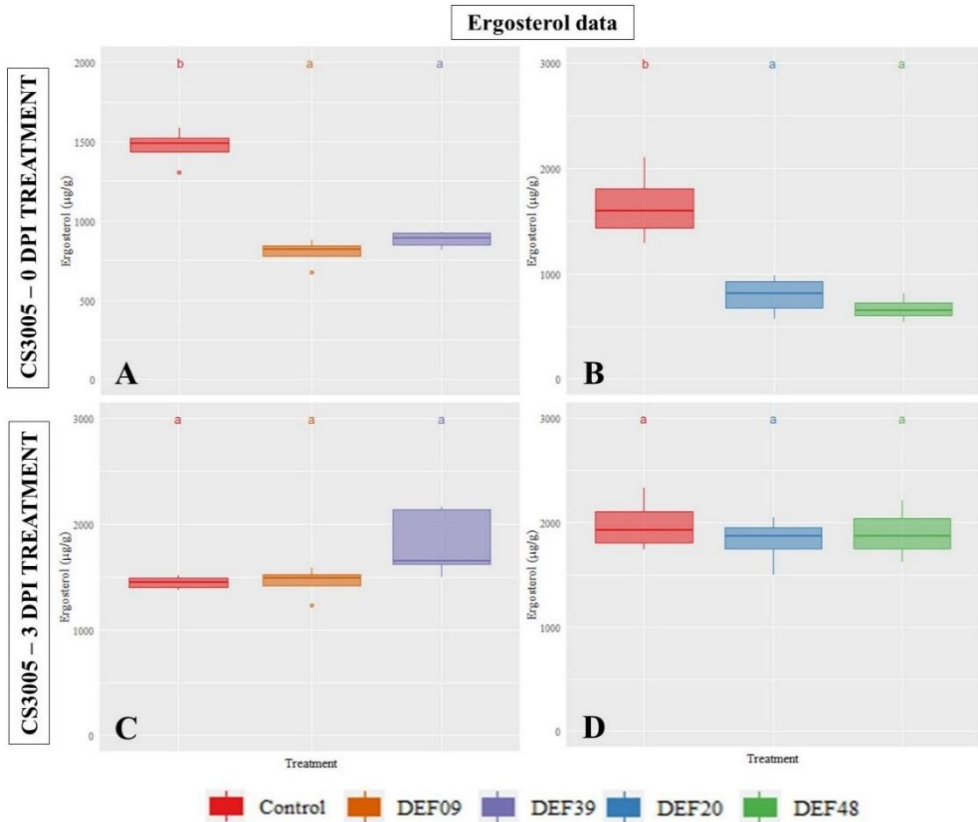 Ergosterol data
CS3005 – 0 DPI TREATMENT
2000
1500
1000
500
0
Ergosterol (µg/g)
b a a
A
3000
2000
1000
0
Ergosterol (µg/g)
b a a
B
CS3005 – 3 DPI TREATMENT
3000
2000
1000
0
Ergosterol (µg/g)
a a a
C
Treatment
3000
2000
1000
0
Ergosterol (µg/g)
a a a
D
Treatment
Control DEF09 DEF39 DEF20 DEF48